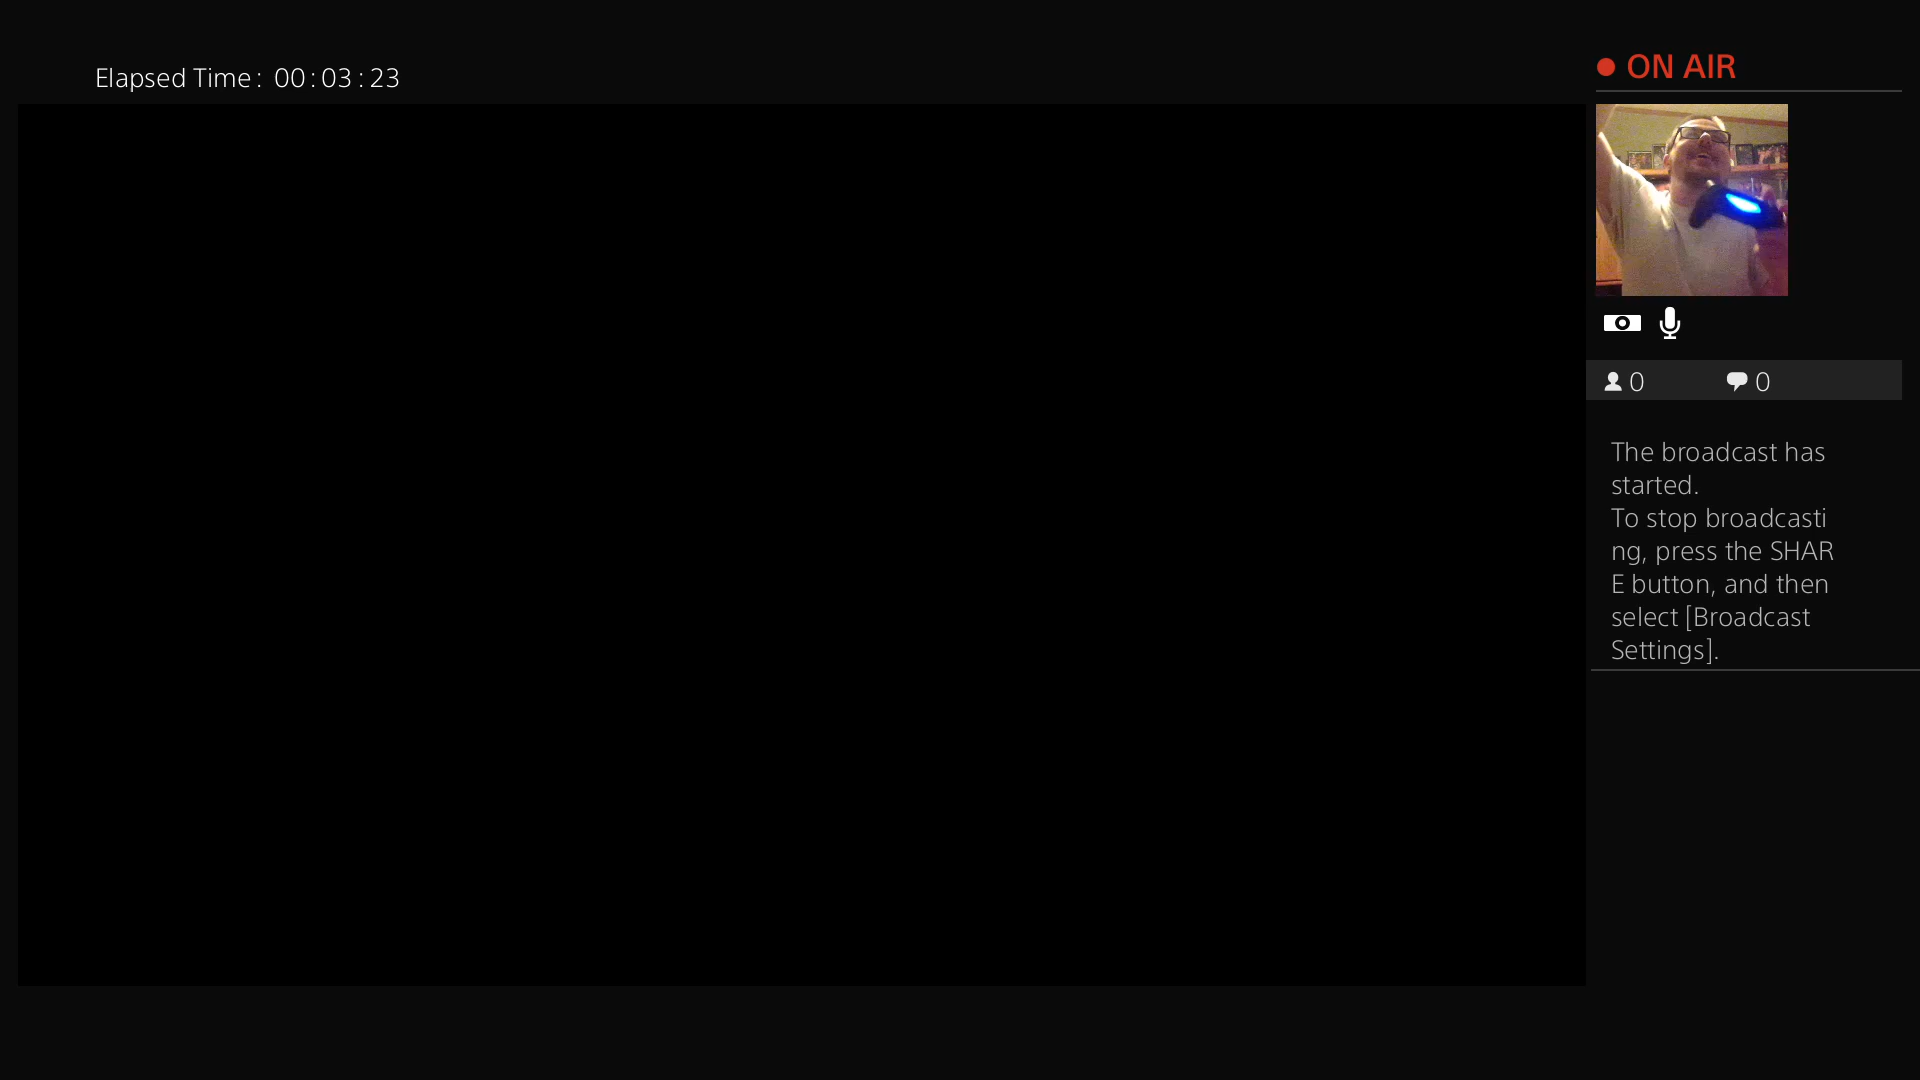 Elapsed Time: 00:03:23
ON AIR
0 0
The broadcast has
started.
To stop broadcasti
ng, press the SHAR
E button, and then
select [Broadcast
Settings].